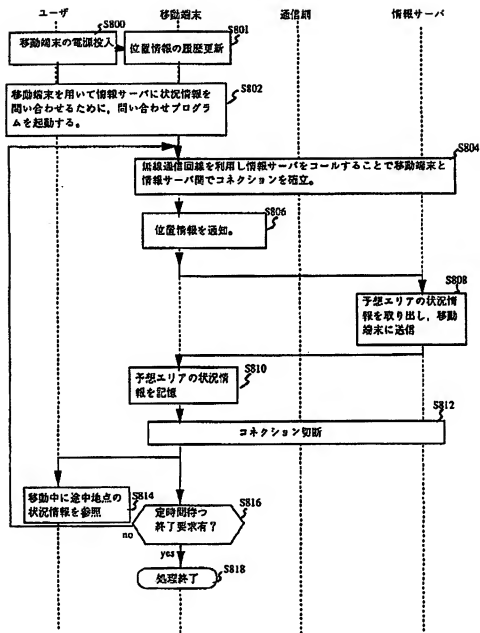 ユーザ
移動端末
通信網
情報サーバ
S800
移動端末の電源投入
S801
位置情報の履歴更新
S802
移動端末を用いて情報サーバに状況情報を
問い合わせるために，問い合わせプログラ
ムを起動する。
S804
無線通信回線を利用し情報サーバをコールすることで移動端末と
情報サーバ間でコネクションを確立。
S806
位置情報を通知。
S808
予想エリアの状況情報
を取り出し，移動
端末に送信
S810
予想エリアの状況情
報を記憶
S812
コネクション切断
S814
移動中に途中地点の
状況情報を参照
S816
定時間待つ
終了要求有？
no
yes
S818
処理終了